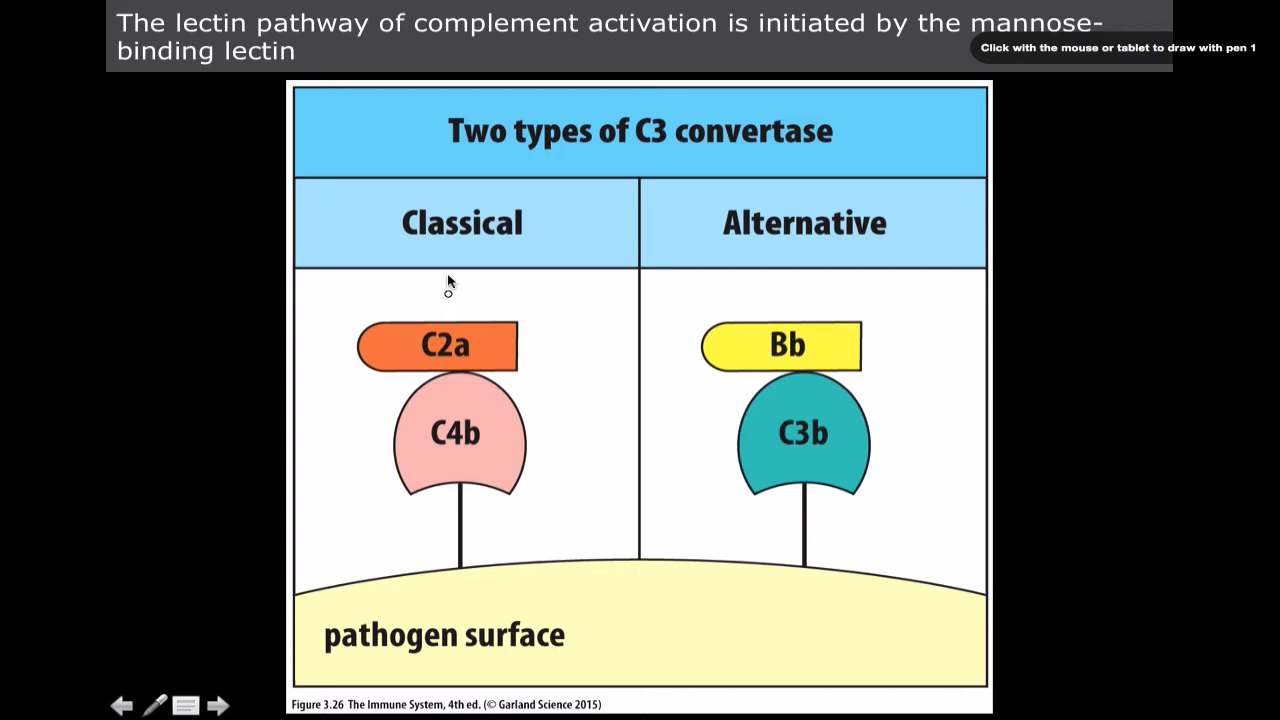 The lectin pathway of complement activation is initiated by the mannose-
binding lectin
Click with the mouse or tablet to draw with pen 1
Two types of C3 convertase
Classical
Alternative
C2a
Bb
C4b
C3b
pathogen surface
Figure 3.26 The Immune System, 4th ed. (© Garland Science 2015)